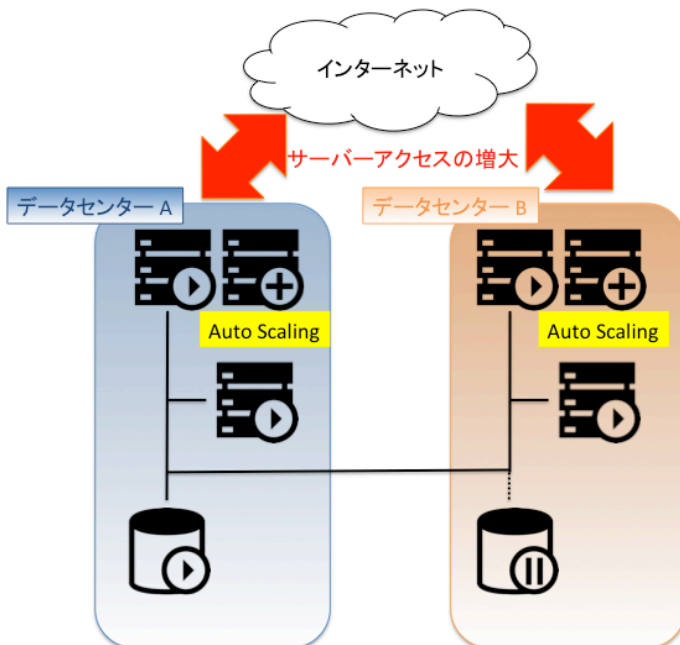 インターネット
サーバーアクセスの増大
データセンター A
データセンター B
Auto Scaling
Auto Scaling